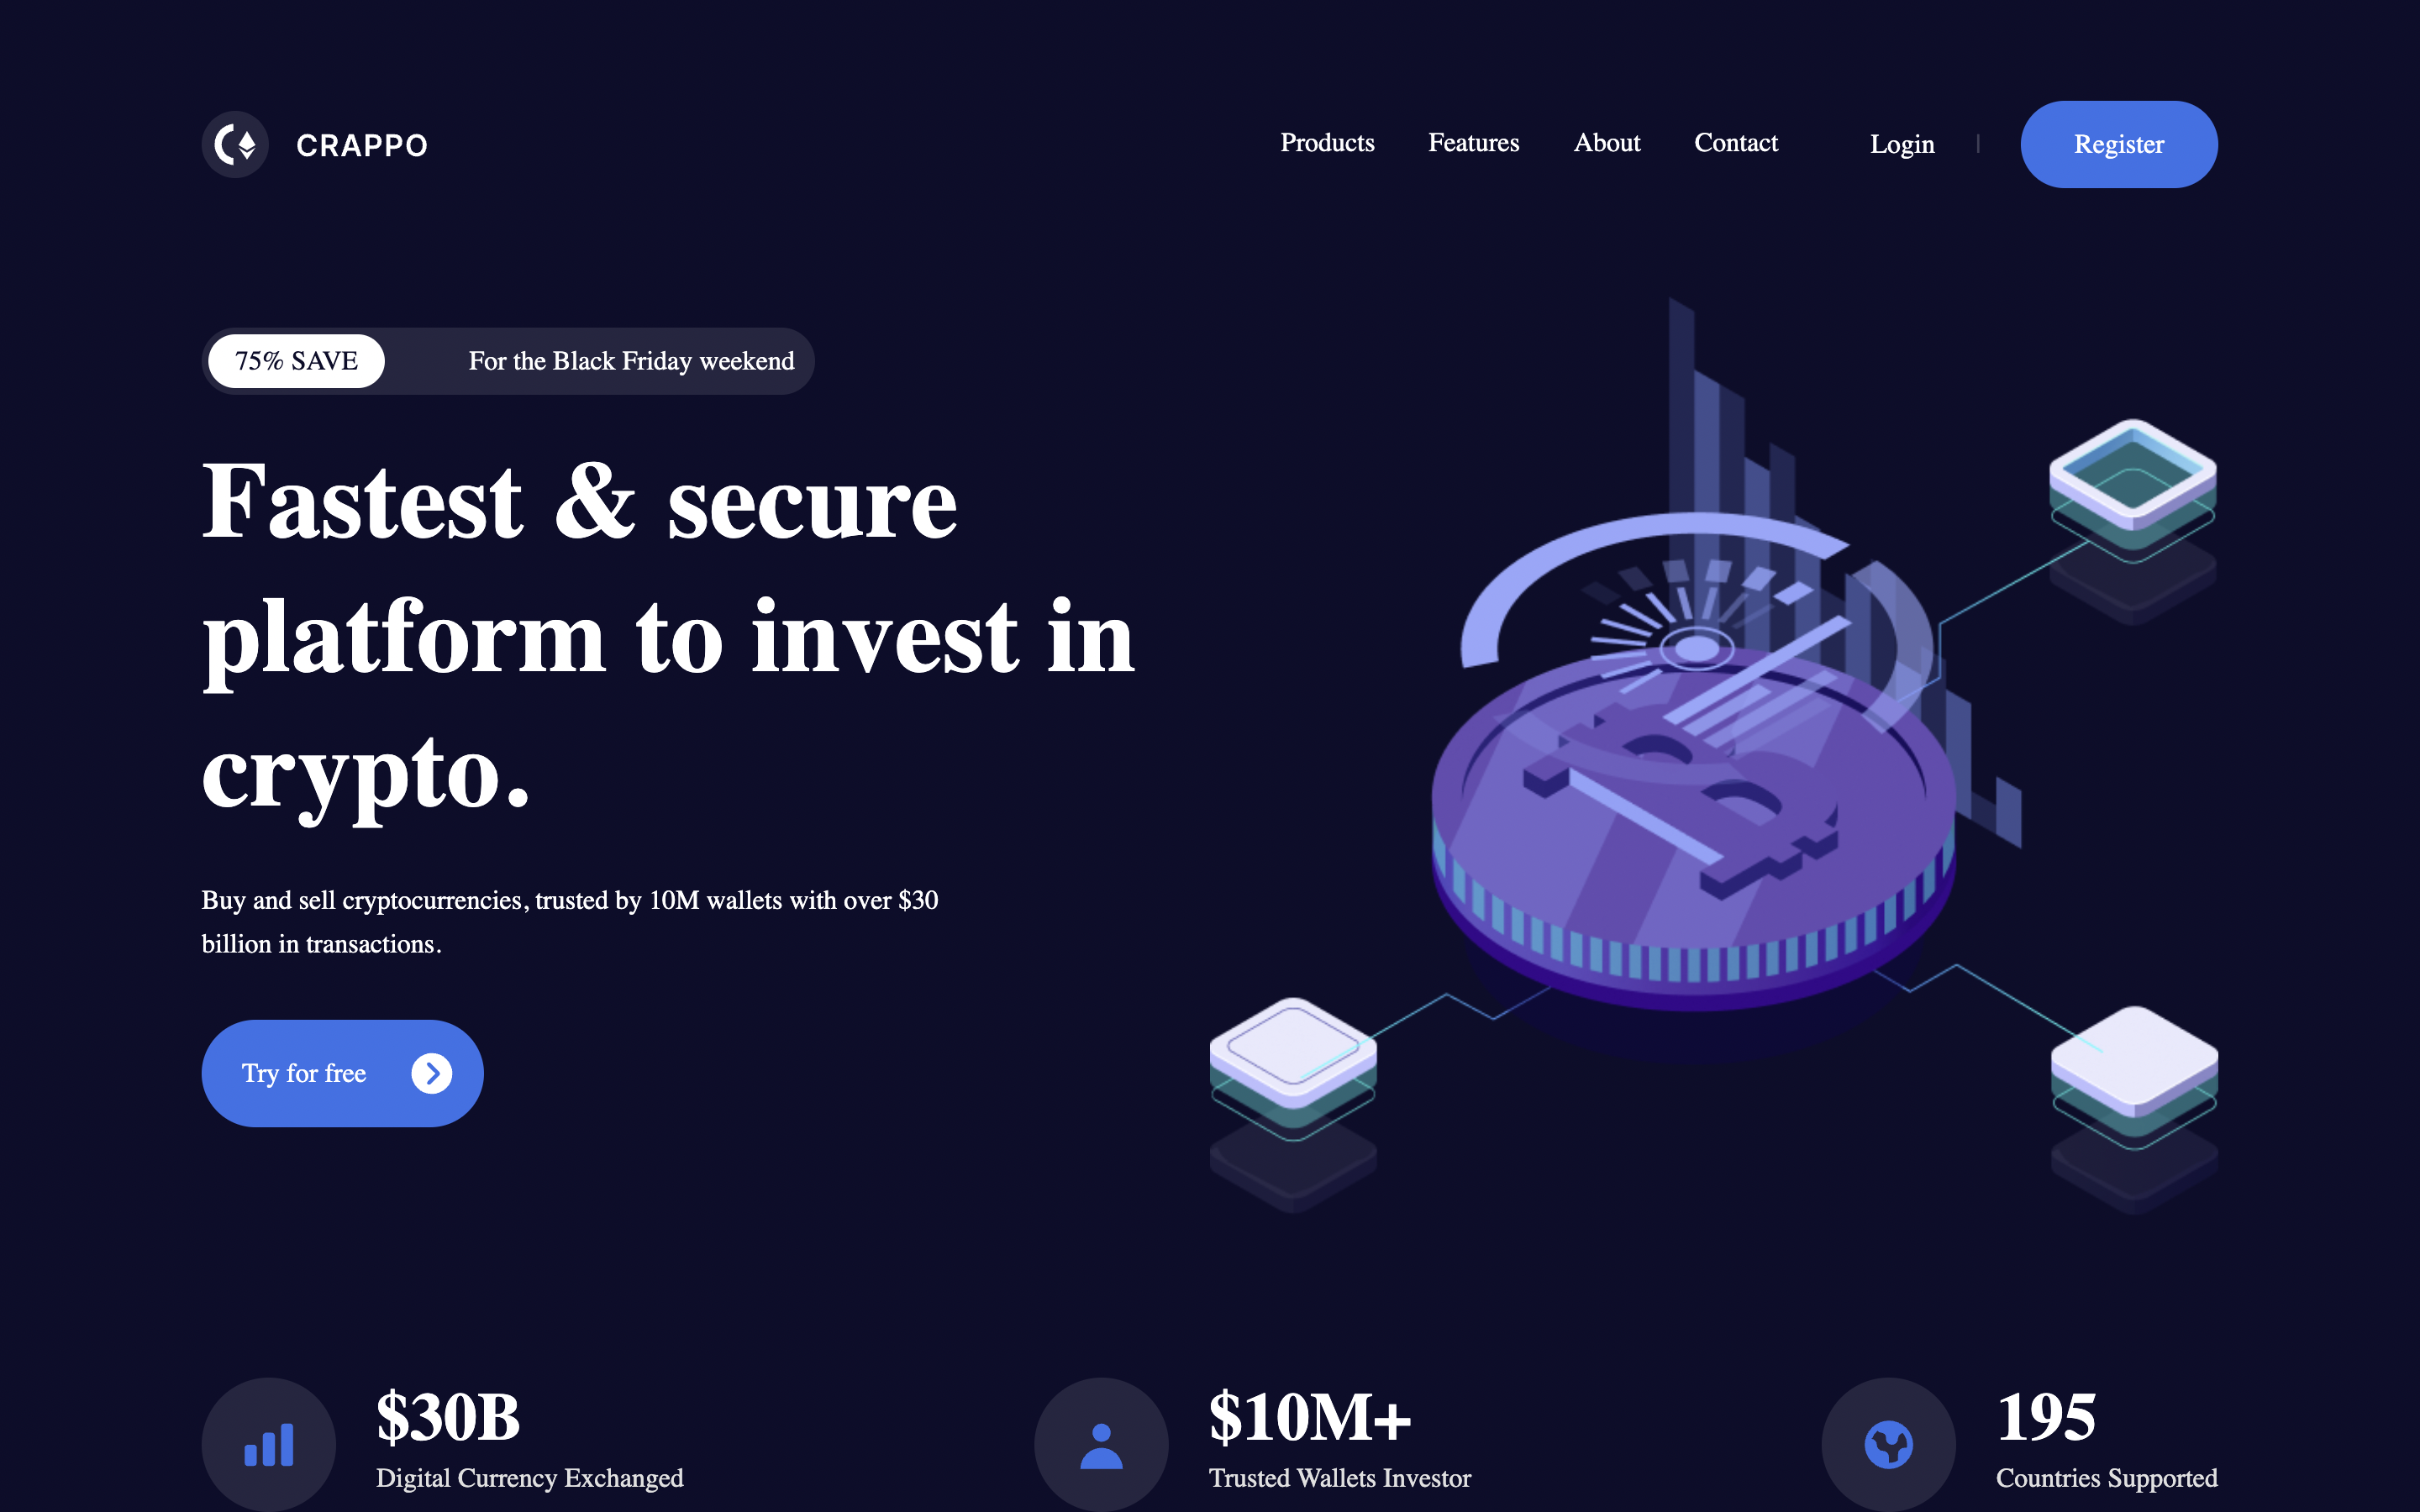 CRAPPO
Products Features About Contact Login | Register
75% SAVE For the Black Friday weekend
Fastest & secure
platform to invest in
crypto.
Buy and sell cryptocurrencies, trusted by 10M wallets with over $30
billion in transactions.
Try for free
$30B
Digital Currency Exchanged
$10M+
Trusted Wallets Investor
195
Countries Supported